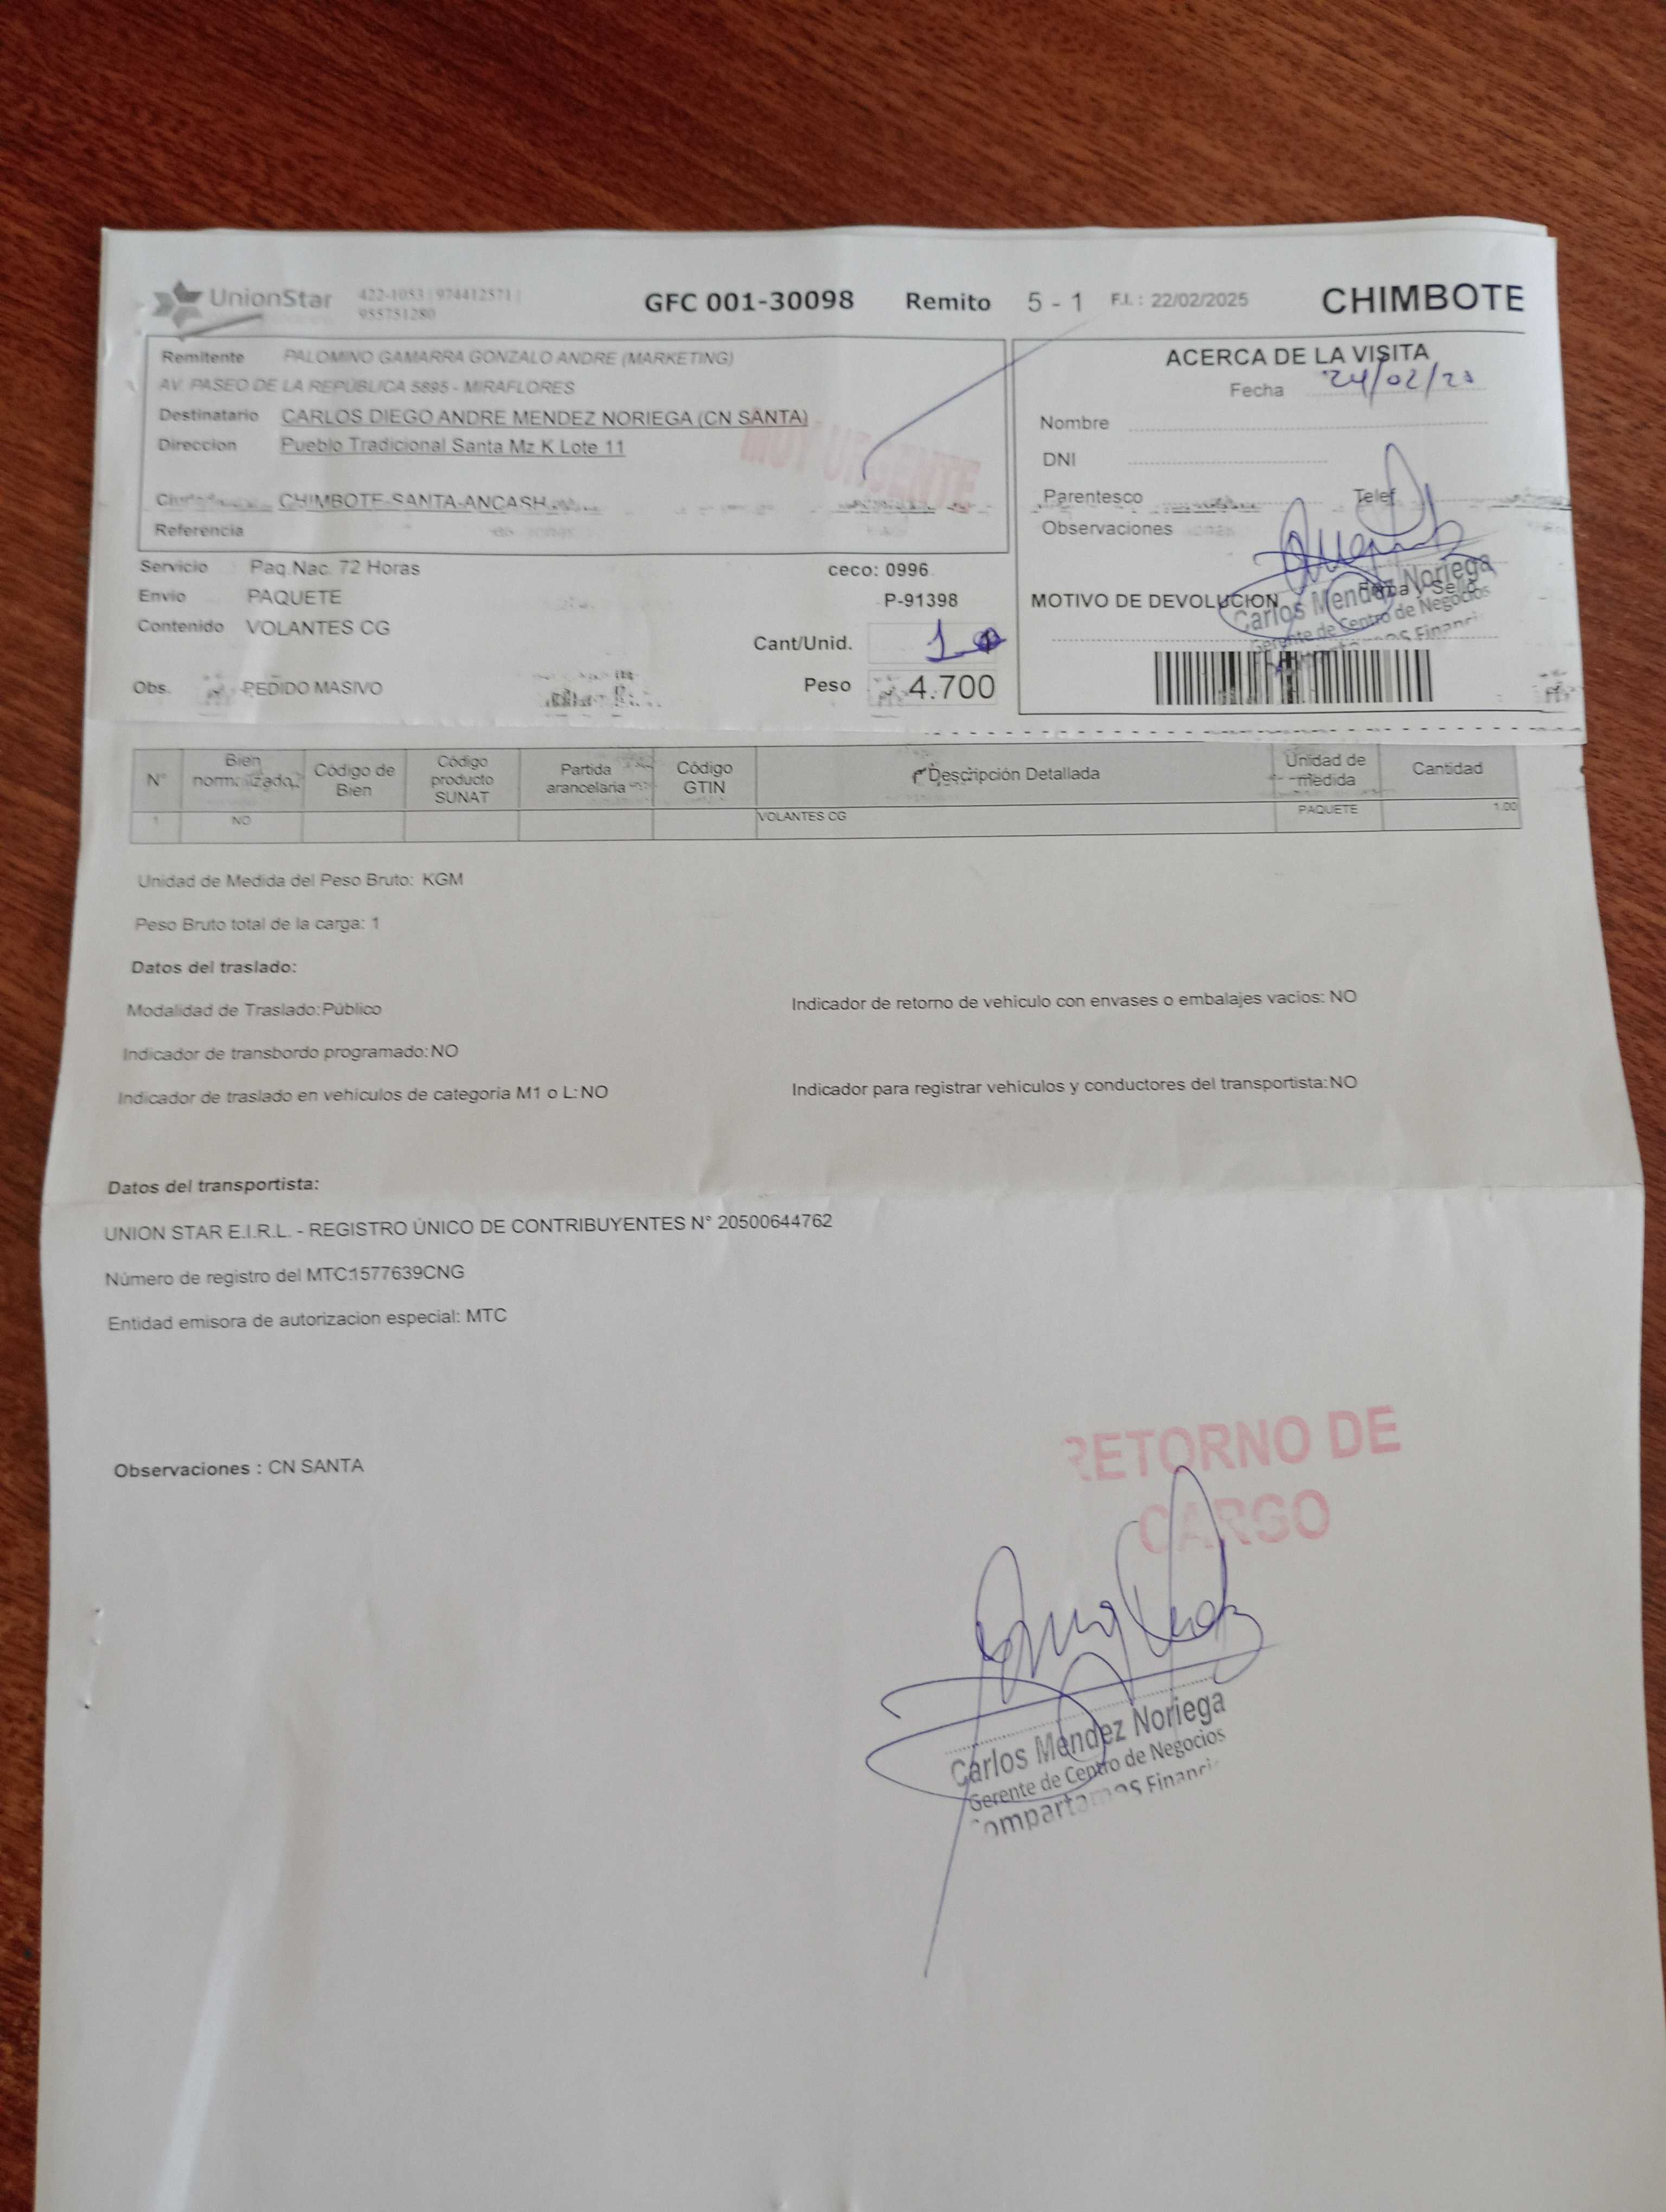 UnionStar 422-1053 | 974412571 | 955751280
GFC 001-30098 Remito 5 - 1 F.I. : 22/02/2025 CHIMBOTE
Remitente PALOMINO GAMARRA GONZALO ANDRE (MARKETING)
AV. PASEO DE LA REPÚBLICA 5895 - MIRAFLORES
Destinatario CARLOS DIEGO ANDRE MENDEZ NORIEGA (CN SANTA)
Direccion Pueblo Tradicional Santa Mz K Lote 11
CHIMBOTE-SANTA-ANCASH
Referencia
URGENTE
ACERCA DE LA VISITA
Fecha 24/02/25
Nombre
DNI
Parentesco Telef
Observaciones
MOTIVO DE DEVOLUCION Firma y Sello
Carlos Mendez Noriega
Gerente de Centro de Negocios
Servicio Paq.Nac. 72 Horas ceco: 0996
Envio PAQUETE P-91398
Contenido VOLANTES CG
Cant/Unid. 1
Obs. PEDIDO MASIVO Peso 4.700
N° Bien normalizado Código de Bien Código producto SUNAT Partida arancelaria Código GTIN Descripción Detallada Unidad de medida Cantidad
1 NO VOLANTES CG PAQUETE 1.00
Unidad de Medida del Peso Bruto: KGM
Peso Bruto total de la carga: 1
Datos del traslado:
Modalidad de Traslado:Público Indicador de retorno de vehículo con envases o embalajes vacíos: NO
Indicador de transbordo programado:NO
Indicador de traslado en vehículos de categoría M1 o L:NO Indicador para registrar vehículos y conductores del transportista:NO
Datos del transportista:
UNION STAR E.I.R.L. - REGISTRO ÚNICO DE CONTRIBUYENTES N° 20500644762
Número de registro del MTC:1577639CNG
Entidad emisora de autorizacion especial: MTC
Observaciones : CN SANTA
RETORNO DE
CARGO
Carlos Mendez Noriega
Gerente de Centro de Negocios
Compartamos Financi